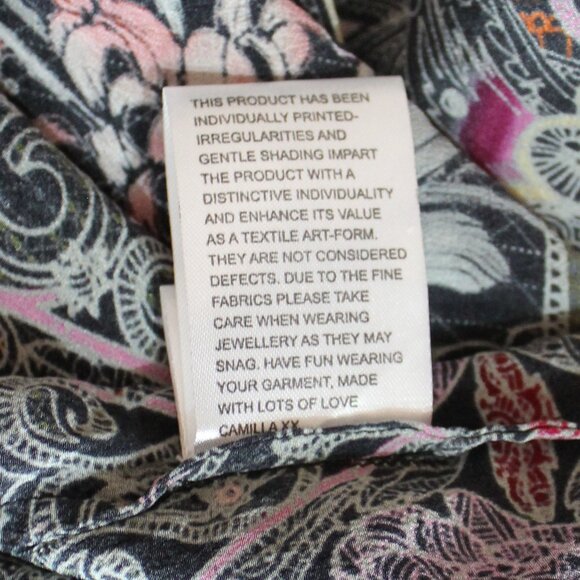 THIS PRODUCT HAS BEEN
INDIVIDUALLY PRINTED-
IRREGULARITIES AND
GENTLE SHADING IMPART
THE PRODUCT WITH A
DISTINCTIVE INDIVIDUALITY
AND ENHANCE ITS VALUE
AS A TEXTILE ART-FORM.
THEY ARE NOT CONSIDERED
DEFECTS. DUE TO THE FINE
FABRICS PLEASE TAKE
CARE WHEN WEARING
JEWELLERY AS THEY MAY
SNAG. HAVE FUN WEARING
YOUR GARMENT, MADE
WITH LOTS OF LOVE
CAMILLA XX